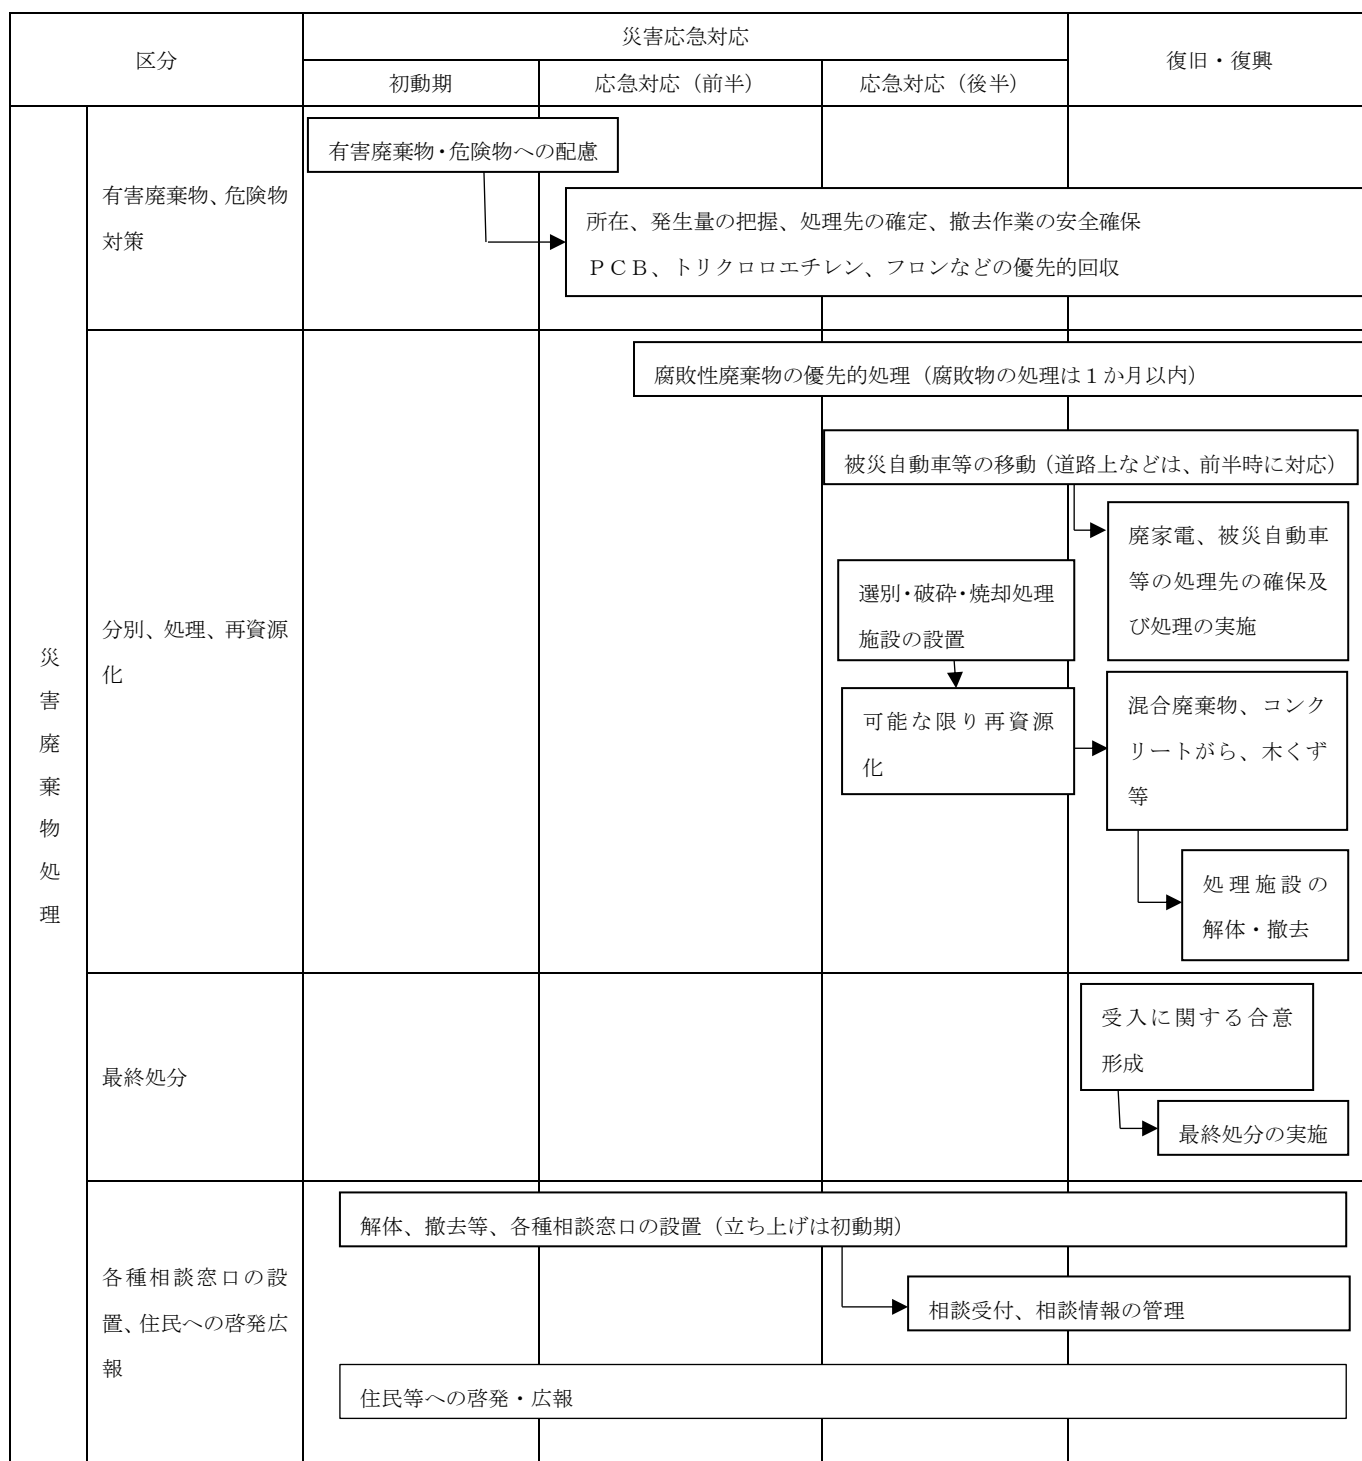 区分
災害応急対応
復旧・復興
初動期
応急対応（前半）
応急対応（後半）
災害廃棄物処理
有害廃棄物、危険物
対策
有害廃棄物・危険物への配慮
所在、発生量の把握、処理先の確定、撤去作業の安全確保
ＰＣＢ、トリクロロエチレン、フロンなどの優先的回収
分別、処理、再資源
化
腐敗性廃棄物の優先的処理（腐敗物の処理は１か月以内）
被災自動車等の移動（道路上などは、前半時に対応）
廃家電、被災自動車
等の処理先の確保及
び処理の実施
選別・破砕・焼却処理
施設の設置
可能な限り再資源
化
混合廃棄物、コンク
リートがら、木くず
等
処理施設の
解体・撤去
最終処分
受入に関する合意
形成
最終処分の実施
各種相談窓口の設
置、住民への啓発広
報
解体、撤去等、各種相談窓口の設置（立ち上げは初動期）
相談受付、相談情報の管理
住民等への啓発・広報